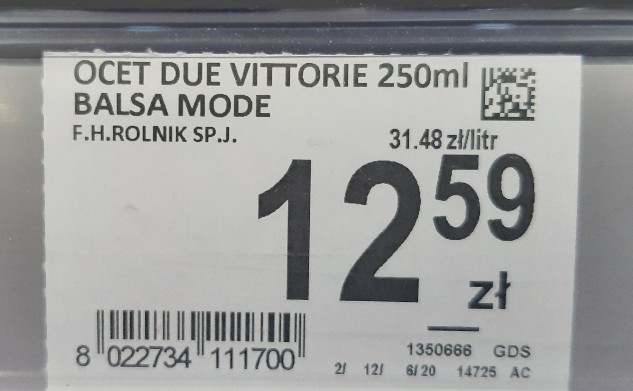 OCET DUE VITTORIE 250ml
BALSA MODE
F.H.ROLNIK SP.J.
31.48 zł/litr
12 59
zł
8 022734 111700
1350666 GDS
2/ 12/ 6/20 14725 AC